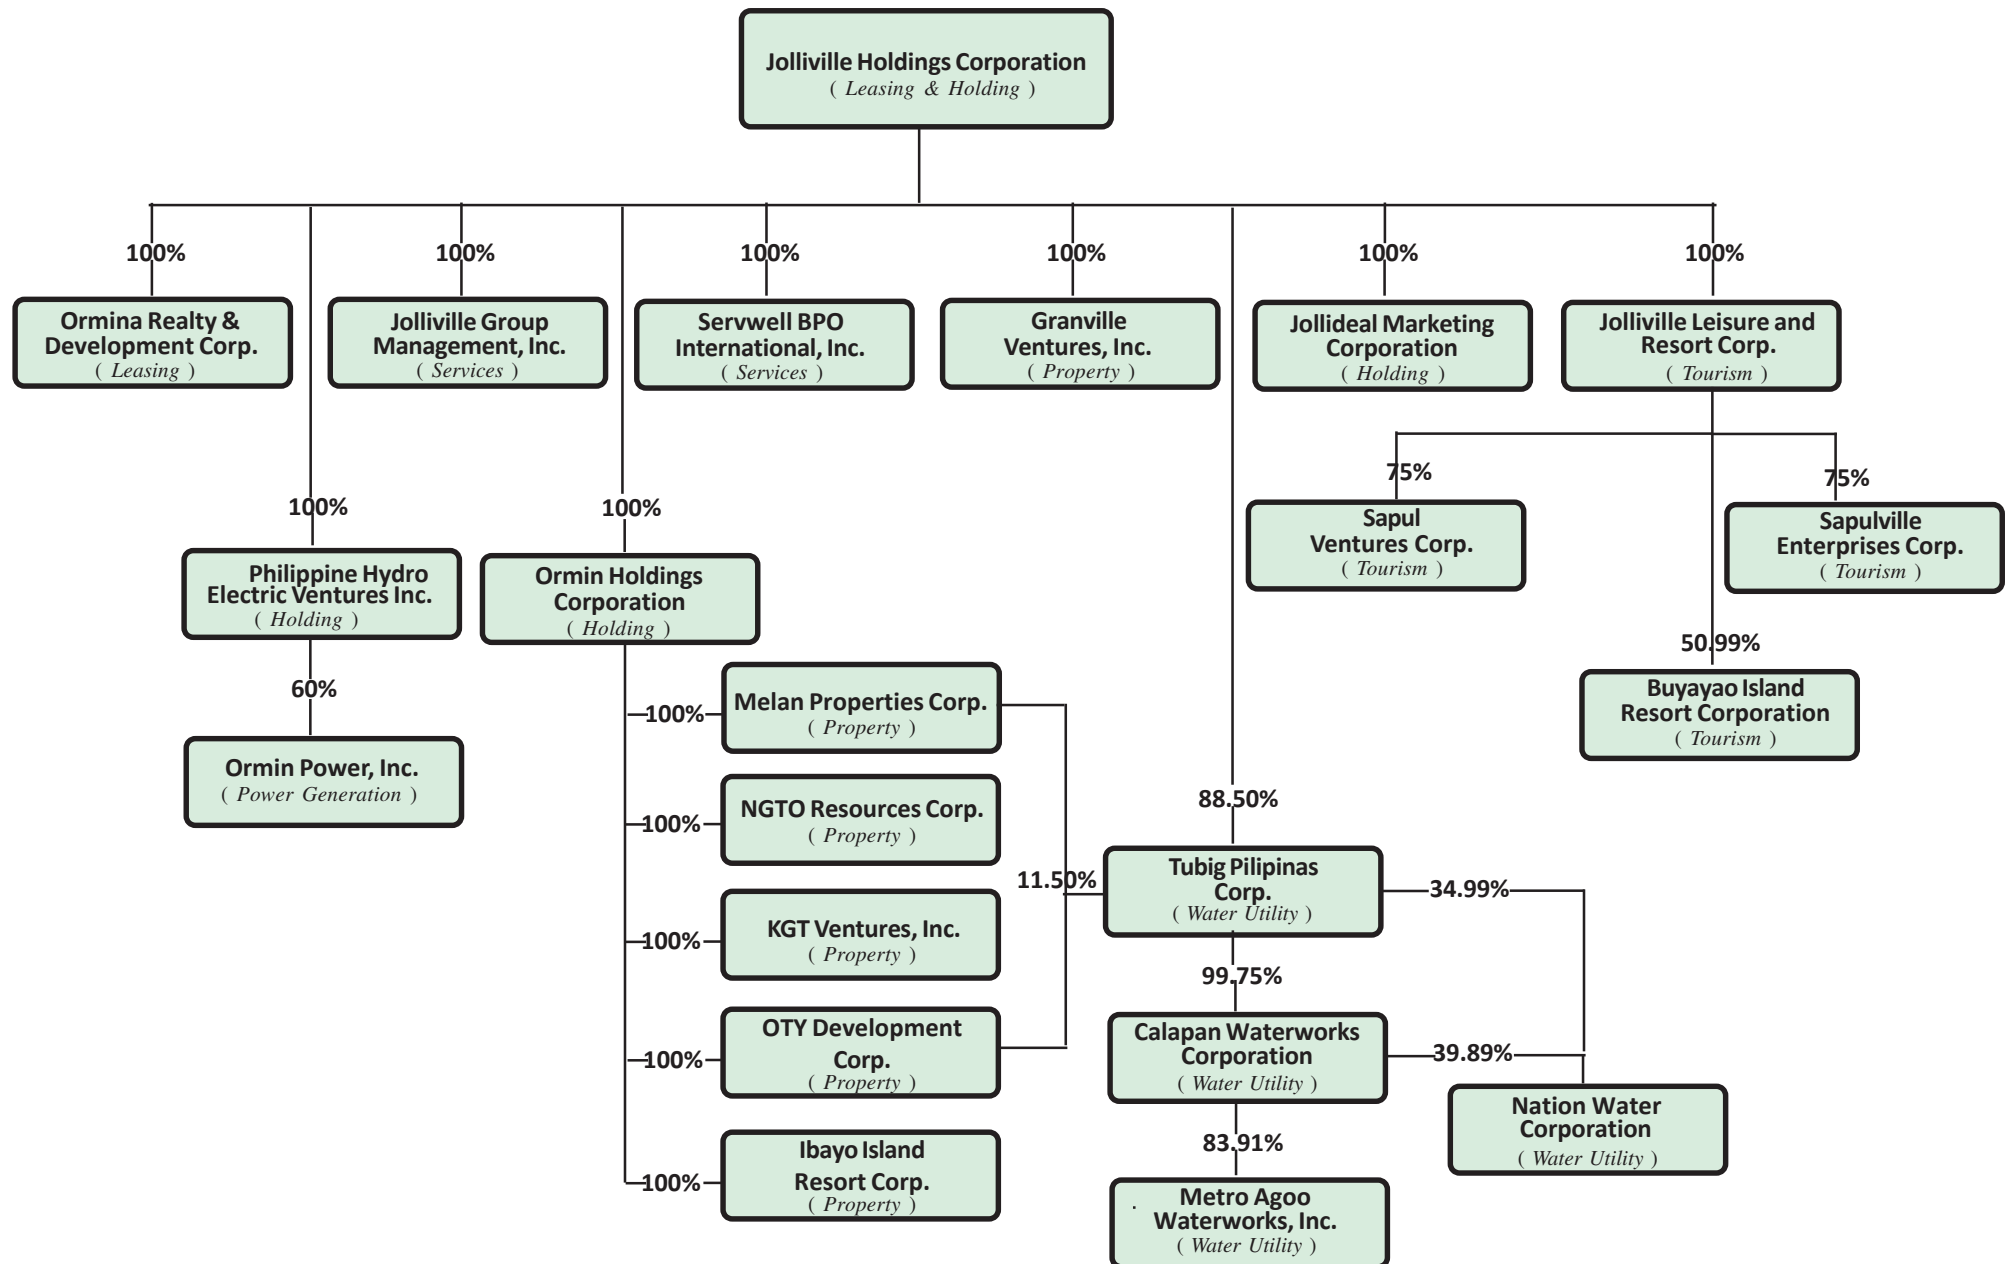 Jolliville Holdings Corporation
( Leasing & Holding )
100%
100%
100%
100%
100%
100%
Ormina Realty &
Development Corp.
( Leasing )
Jolliville Group
Management, Inc.
( Services )
Servwell BPO
International, Inc.
( Services )
Granville
Ventures, Inc.
( Property )
Jollideal Marketing
Corporation
( Holding )
Jolliville Leisure and
Resort Corp.
( Tourism )
75%
75%
100%
100%
Sapul
Ventures Corp.
( Tourism )
Sapulville
Enterprises Corp.
( Tourism )
Philippine Hydro
Electric Ventures Inc.
( Holding )
Ormin Holdings
Corporation
( Holding )
50.99%
Buyayao Island
Resort Corporation
( Tourism )
60%
Ormin Power, Inc.
( Power Generation )
100%
Melan Properties Corp.
( Property )
100%
NGTO Resources Corp.
( Property )
88.50%
11.50%
Tubig Pilipinas
Corp.
( Water Utility )
34.99%
100%
KGT Ventures, Inc.
( Property )
99.75%
100%
OTY Development
Corp.
( Property )
Calapan Waterworks
Corporation
( Water Utility )
39.89%
Nation Water
Corporation
( Water Utility )
83.91%
100%
Ibayo Island
Resort Corp.
( Property )
Metro Agoo
Waterworks, Inc.
( Water Utility )